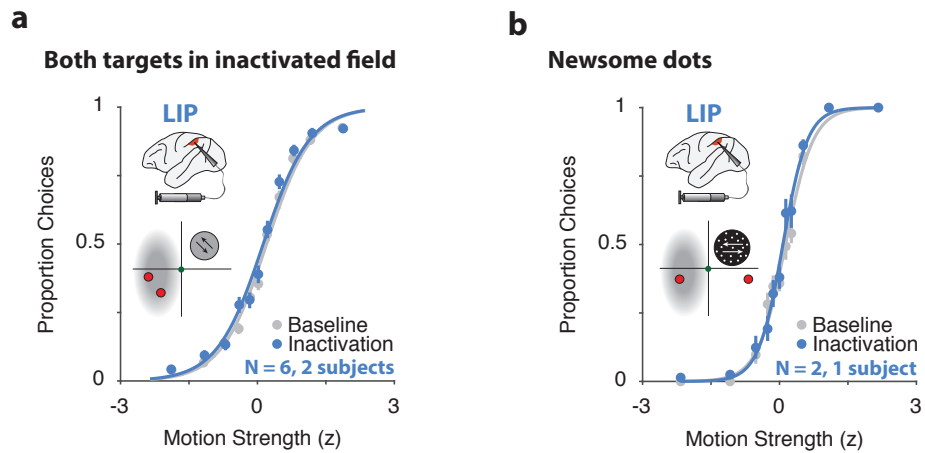 a
Both targets in inactivated field
LIP
1
0.5
0
Proportion Choices
Baseline
Inactivation
N = 6, 2 subjects
-3
0
3
Motion Strength (z)
b
Newsome dots
LIP
1
0.5
0
Proportion Choices
Baseline
Inactivation
N = 2, 1 subject
-3
0
3
Motion Strength (z)